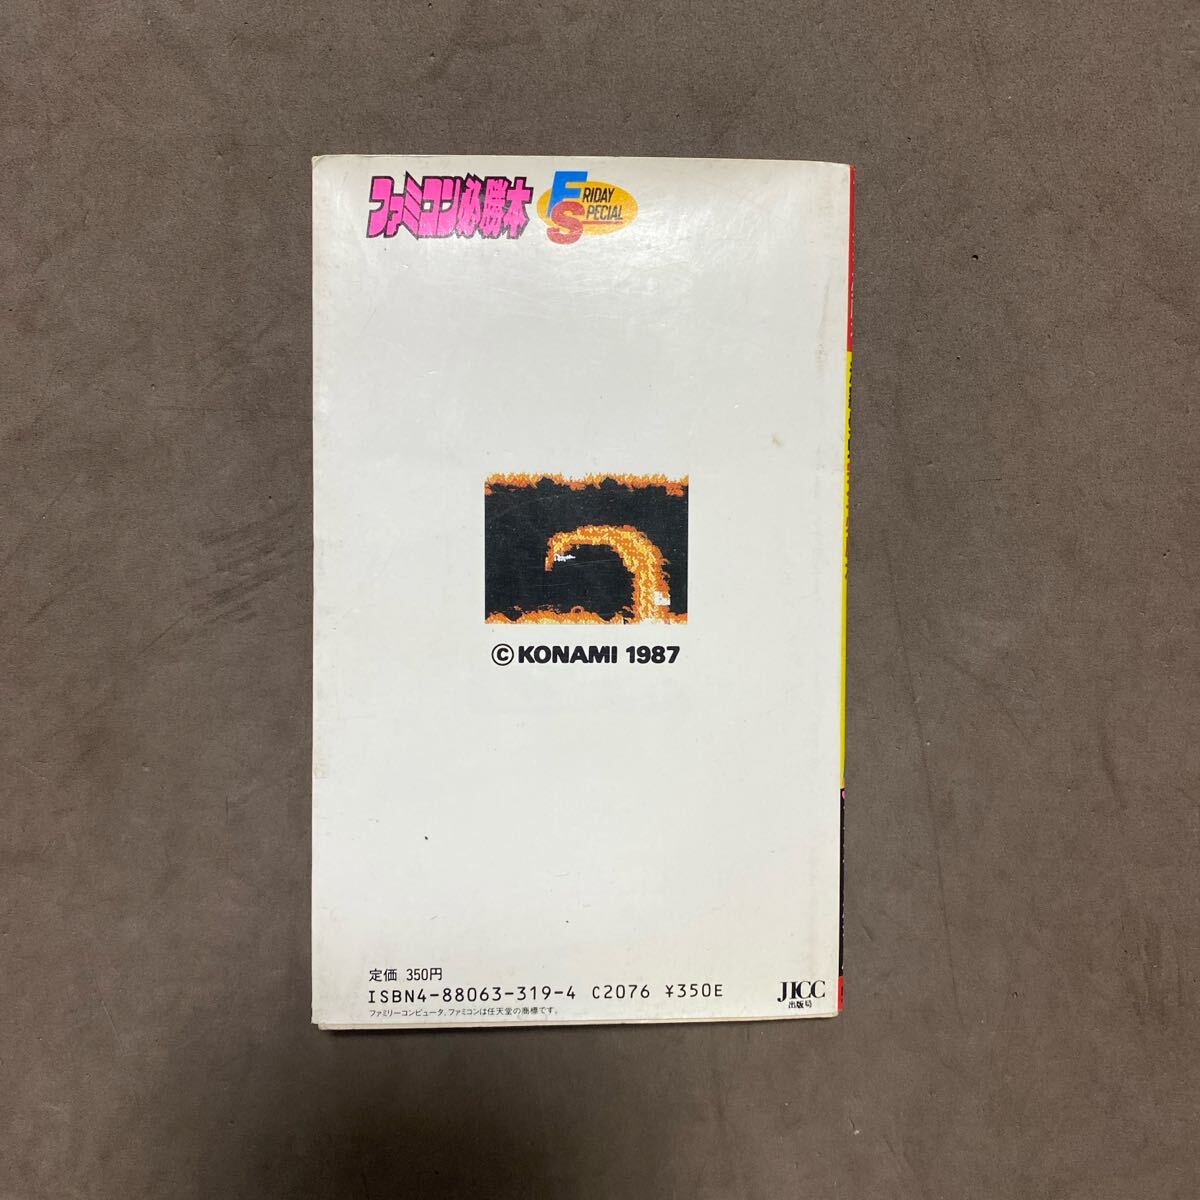 ファミコン必勝本
FRIDAY
SPECIAL
©KONAMI 1987
定価 350円
ISBN4-88063-319-4 C2076 ¥350E
ファミリーコンピュータ、ファミコンは任天堂の商標です。
JICC
出版局